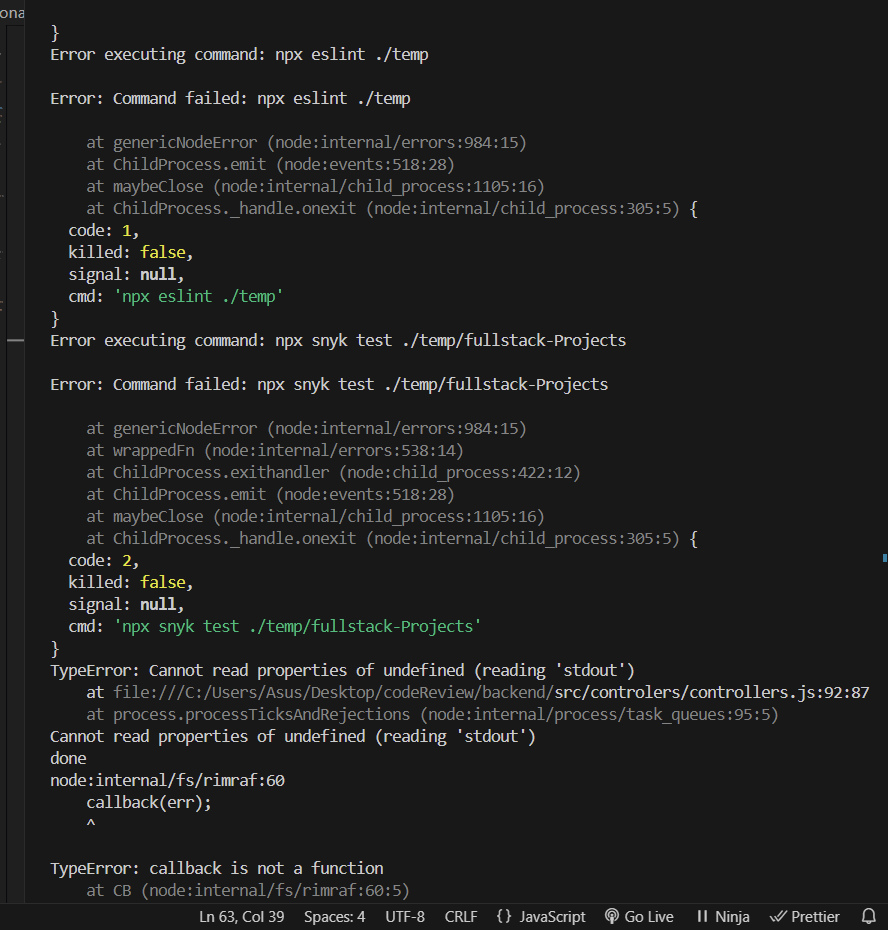 ona
}
Error executing command: npx eslint ./temp
Error: Command failed: npx eslint ./temp
at genericNodeError (node:internal/errors:984:15)
at ChildProcess.emit (node:events:518:28)
at maybeClose (node:internal/child_process:1105:16)
at ChildProcess._handle.onexit (node:internal/child_process:305:5) {
code: 1,
killed: false,
signal: null,
cmd: 'npx eslint ./temp'
}
Error executing command: npx snyk test ./temp/fullstack-Projects
Error: Command failed: npx snyk test ./temp/fullstack-Projects
at genericNodeError (node:internal/errors:984:15)
at wrappedFn (node:internal/errors:538:14)
at ChildProcess.exithandler (node:child_process:422:12)
at ChildProcess.emit (node:events:518:28)
at maybeClose (node:internal/child_process:1105:16)
at ChildProcess._handle.onexit (node:internal/child_process:305:5) {
code: 2,
killed: false,
signal: null,
cmd: 'npx snyk test ./temp/fullstack-Projects'
}
TypeError: Cannot read properties of undefined (reading 'stdout')
at file:///C:/Users/Asus/Desktop/codeReview/backend/src/controlers/controllers.js:92:87
at process.processTicksAndRejections (node:internal/process/task_queues:95:5)
Cannot read properties of undefined (reading 'stdout')
done
node:internal/fs/rimraf:60
callback(err);
^
TypeError: callback is not a function
at CB (node:internal/fs/rimraf:60:5)
Ln 63, Col 39 Spaces: 4 UTF-8 CRLF {} JavaScript Go Live Ninja Prettier